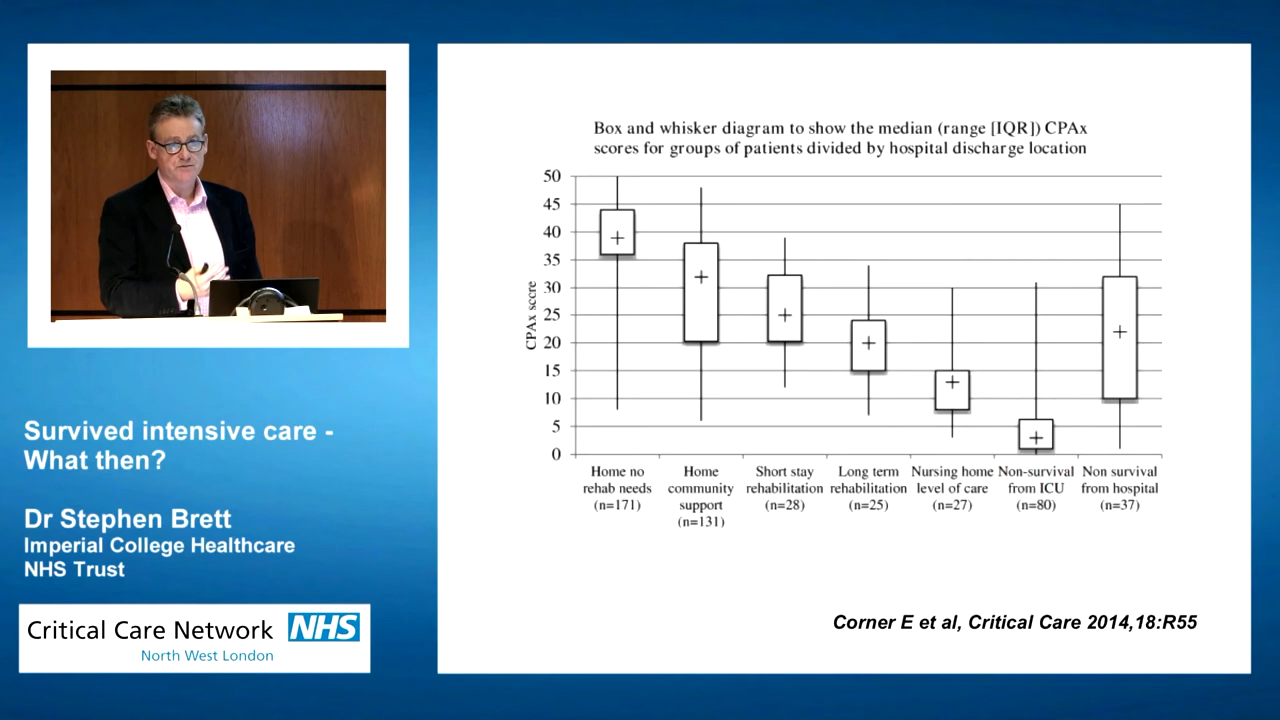 Survived intensive care -
What then?
Dr Stephen Brett
Imperial College Healthcare
NHS Trust
Critical Care Network NHS
North West London
Box and whisker diagram to show the median (range [IQR]) CPAx
scores for groups of patients divided by hospital discharge location
CPAx score
50
45
40
35
30
25
20
15
10
5
0
Home no
rehab needs
(n=171)
Home
community
support
(n=131)
Short stay
rehabilitation
(n=28)
Long term
rehabilitation
(n=25)
Nursing home
level of care
(n=27)
Non-survival
from ICU
(n=80)
Non survival
from hospital
(n=37)
Corner E et al, Critical Care 2014,18:R55